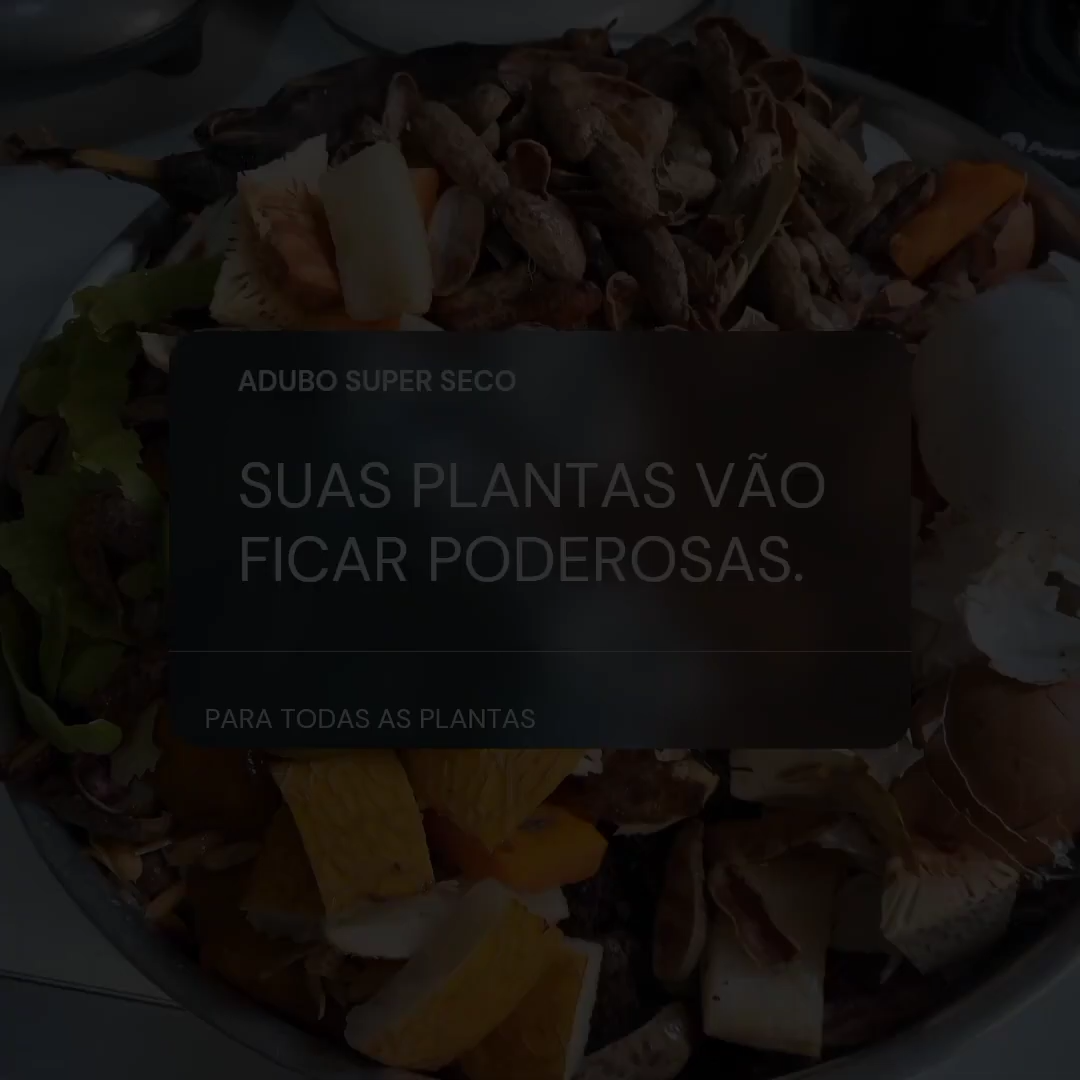 ADUBO SUPER SECO
SUAS PLANTAS VÃO
FICAR PODEROSAS.
PARA TODAS AS PLANTAS